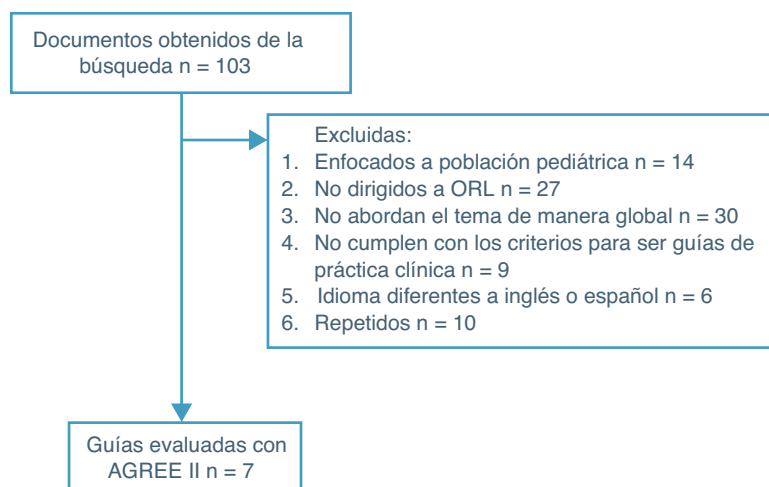 Documentos obtenidos de la
búsqueda n = 103
Excluidas:
1. Enfocados a población pediátrica n = 14
2. No dirigidos a ORL n = 27
3. No abordan el tema de manera global n = 30
4. No cumplen con los criterios para ser guías de
práctica clínica n = 9
5. Idioma diferentes a inglés o español n = 6
6. Repetidos n = 10
Guías evaluadas con
AGREE II n = 7